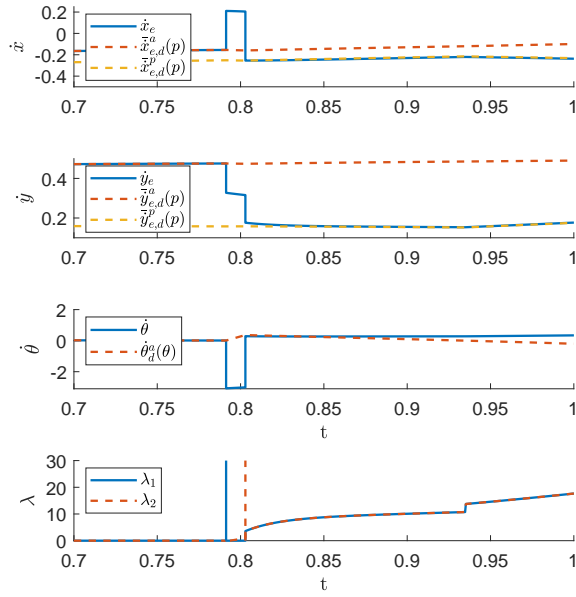 0.2
0
-0.2
-0.4
ẋ
ẋ_e
ẋ̄^a_{e,d}(p)
ẋ̄^p_{e,d}(p)
0.7 0.75 0.8 0.85 0.9 0.95 1
0.4
0.2
ẏ
ẏ_e
ẏ̄^a_{e,d}(p)
ẏ̄^p_{e,d}(p)
0.7 0.75 0.8 0.85 0.9 0.95 1
2
0
-2
θ̇
θ̇
θ̇^a_d(θ)
0.7 0.75 0.8 0.85 0.9 0.95 1
t
30
20
10
0
λ
λ_1
λ_2
0.7 0.75 0.8 0.85 0.9 0.95 1
t